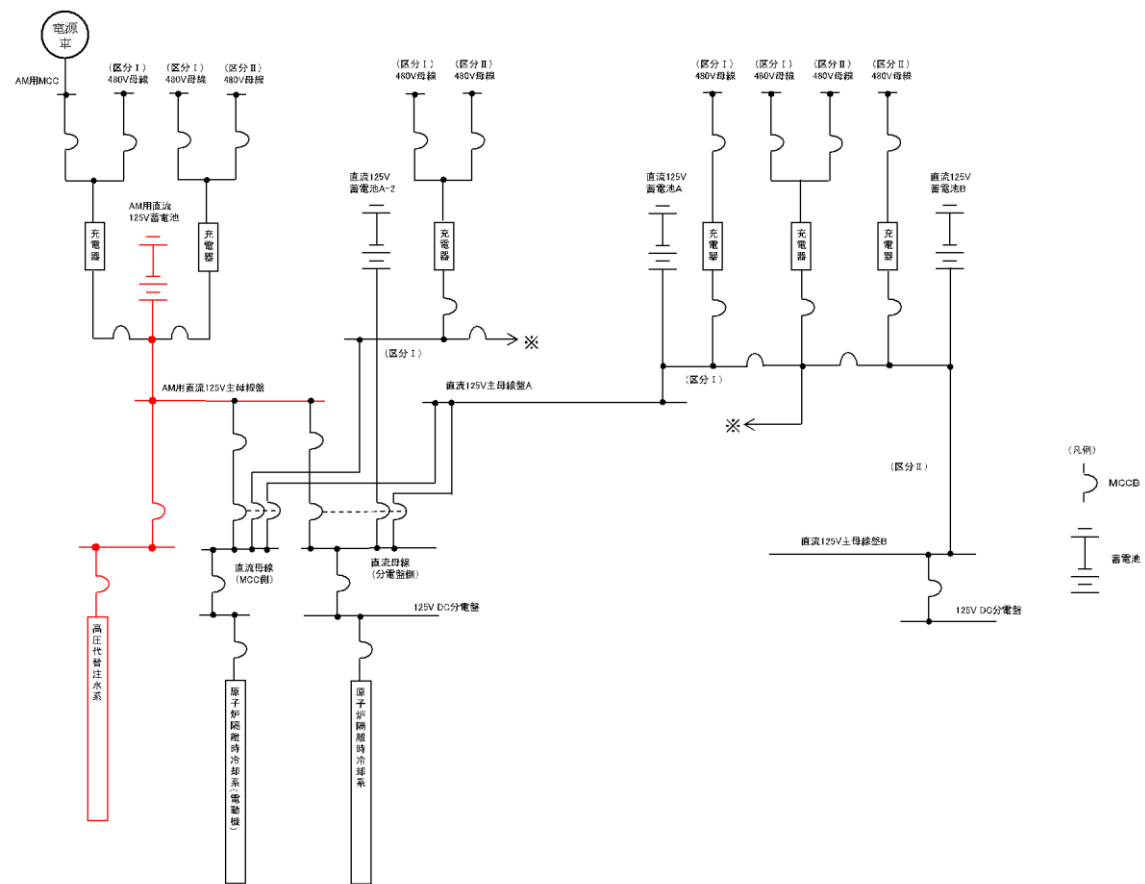 電源
車
AM用MCC
(区分Ⅰ)
480V母線
(区分Ⅰ)
480V母線
(区分Ⅱ)
480V母線
(区分Ⅰ)
480V母線
(区分Ⅱ)
480V母線
(区分Ⅰ)
480V母線
(区分Ⅰ)
480V母線
(区分Ⅱ)
480V母線
(区分Ⅱ)
480V母線
AM用直流
125V蓄電池
直流125V
蓄電池A-2
直流125V
蓄電池A
直流125V
蓄電池B
充電器
充電器
充電器
充電器
充電器
充電器
※
(区分Ⅰ)
(区分Ⅰ)
AM用直流125V主母線盤
直流125V主母線盤A
※
(区分Ⅱ)
(凡例)
MCCB
蓄電池
直流母線
(MCC側)
直流母線
(分電盤側)
直流125V主母線盤B
125V DC分電盤
125V DC分電盤
高圧代替注水系
原子炉隔離時冷却系(電動機)
原子炉隔離時冷却系